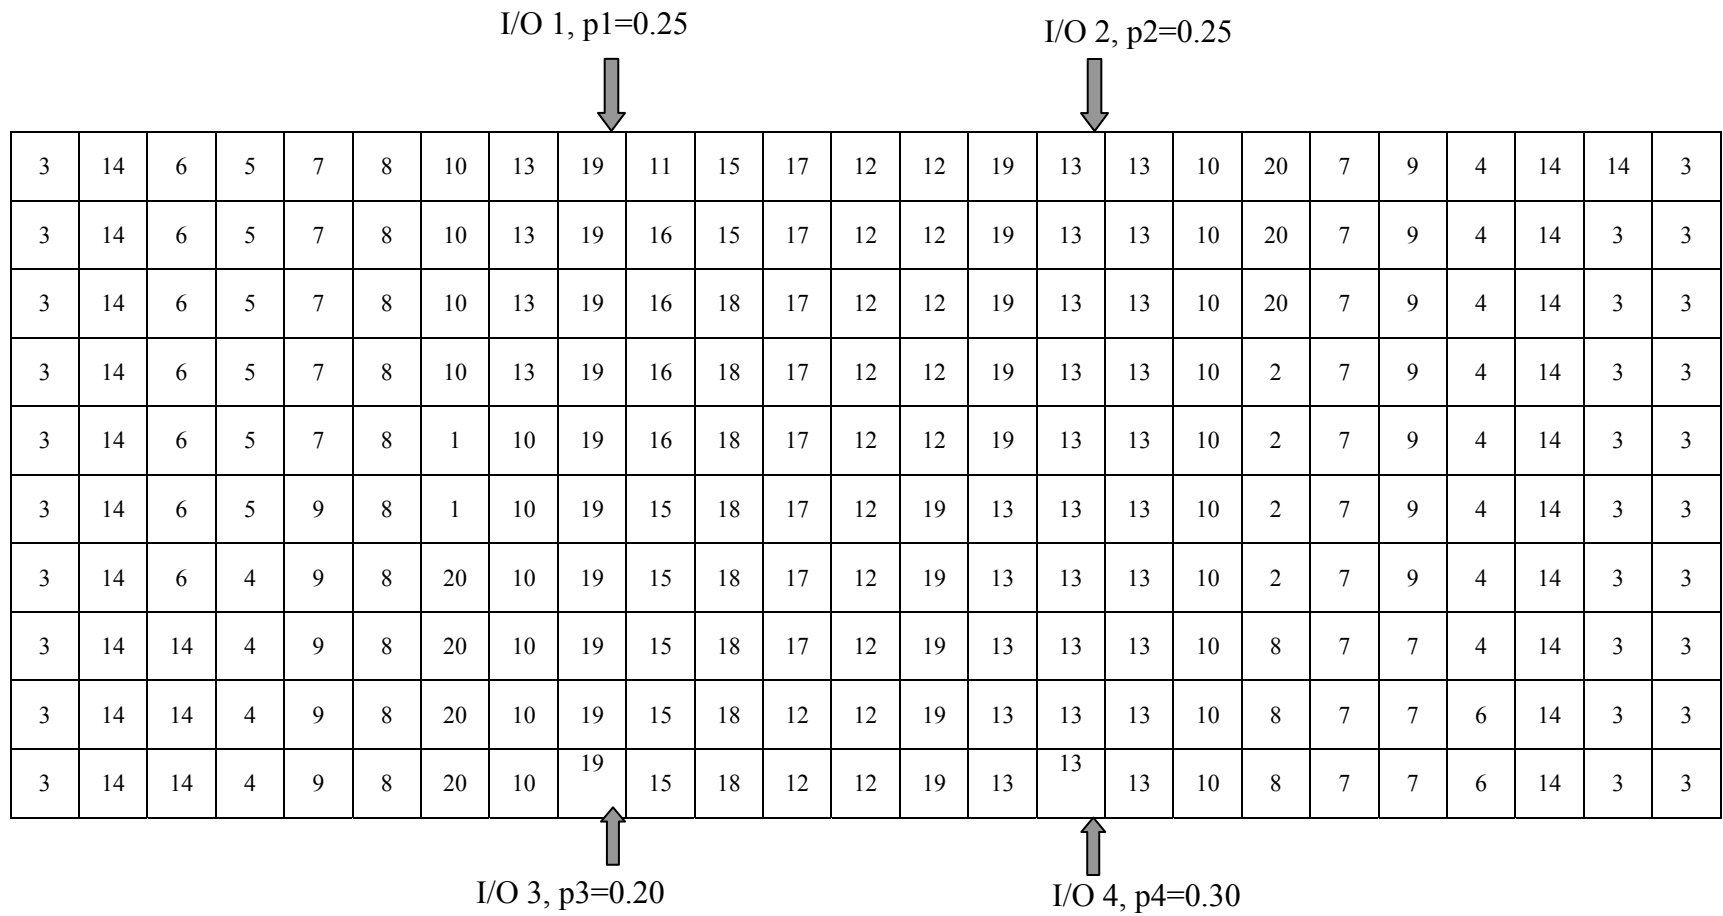 I/O 1, p1=0.25
I/O 2, p2=0.25
3 14 6 5 7 8 10 13 19 11 15 17 12 12 19 13 13 10 20 7 9 4 14 14 3
3 14 6 5 7 8 10 13 19 16 15 17 12 12 19 13 13 10 20 7 9 4 14 3 3
3 14 6 5 7 8 10 13 19 16 18 17 12 12 19 13 13 10 20 7 9 4 14 3 3
3 14 6 5 7 8 10 13 19 16 18 17 12 12 19 13 13 10 2 7 9 4 14 3 3
3 14 6 5 7 8 1 10 19 16 18 17 12 12 19 13 13 10 2 7 9 4 14 3 3
3 14 6 5 9 8 1 10 19 15 18 17 12 19 13 13 13 10 2 7 9 4 14 3 3
3 14 6 4 9 8 20 10 19 15 18 17 12 19 13 13 13 10 2 7 9 4 14 3 3
3 14 14 4 9 8 20 10 19 15 18 17 12 19 13 13 13 10 8 7 7 4 14 3 3
3 14 14 4 9 8 20 10 19 15 18 12 12 19 13 13 13 10 8 7 7 6 14 3 3
3 14 14 4 9 8 20 10 19 15 18 12 12 19 13 13 13 10 8 7 7 6 14 3 3
I/O 3, p3=0.20
I/O 4, p4=0.30